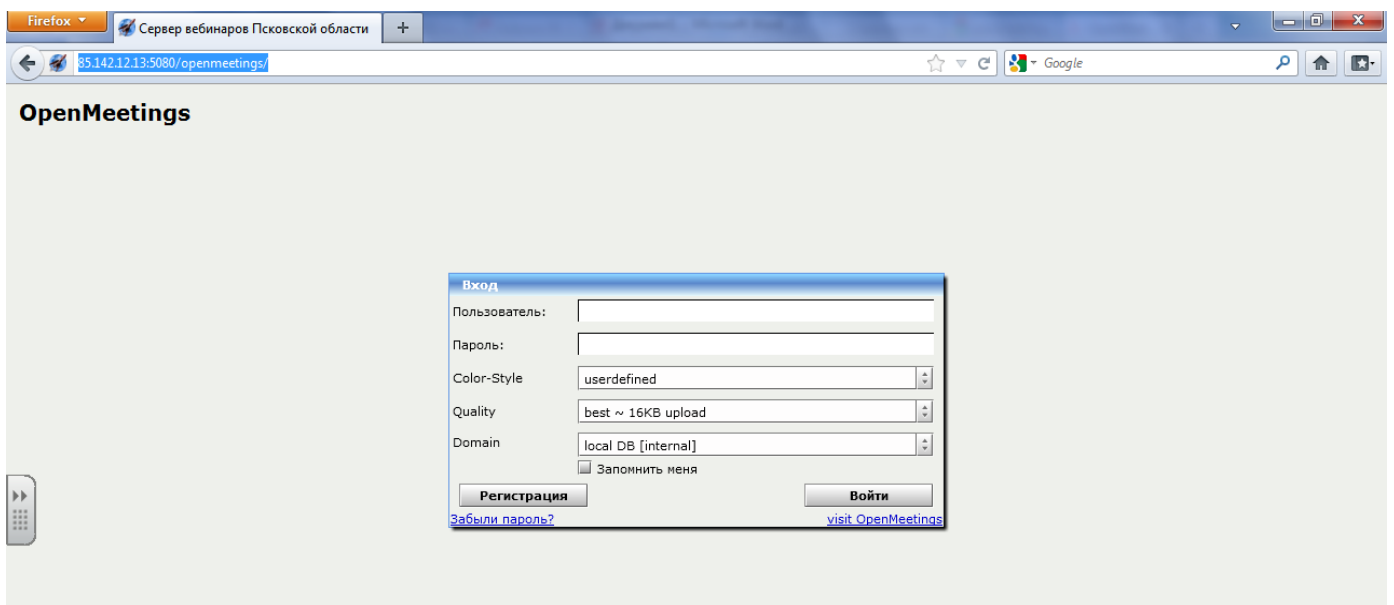 Firefox
Сервер вебинаров Псковской области
85.142.12.13:5080/openmeetings/
Google
OpenMeetings
Вход
Пользователь:
Пароль:
Color-Style userdefined
Quality best ~ 16KB upload
Domain local DB [internal]
Запомнить меня
Регистрация Войти
Забыли пароль? visit OpenMeetings